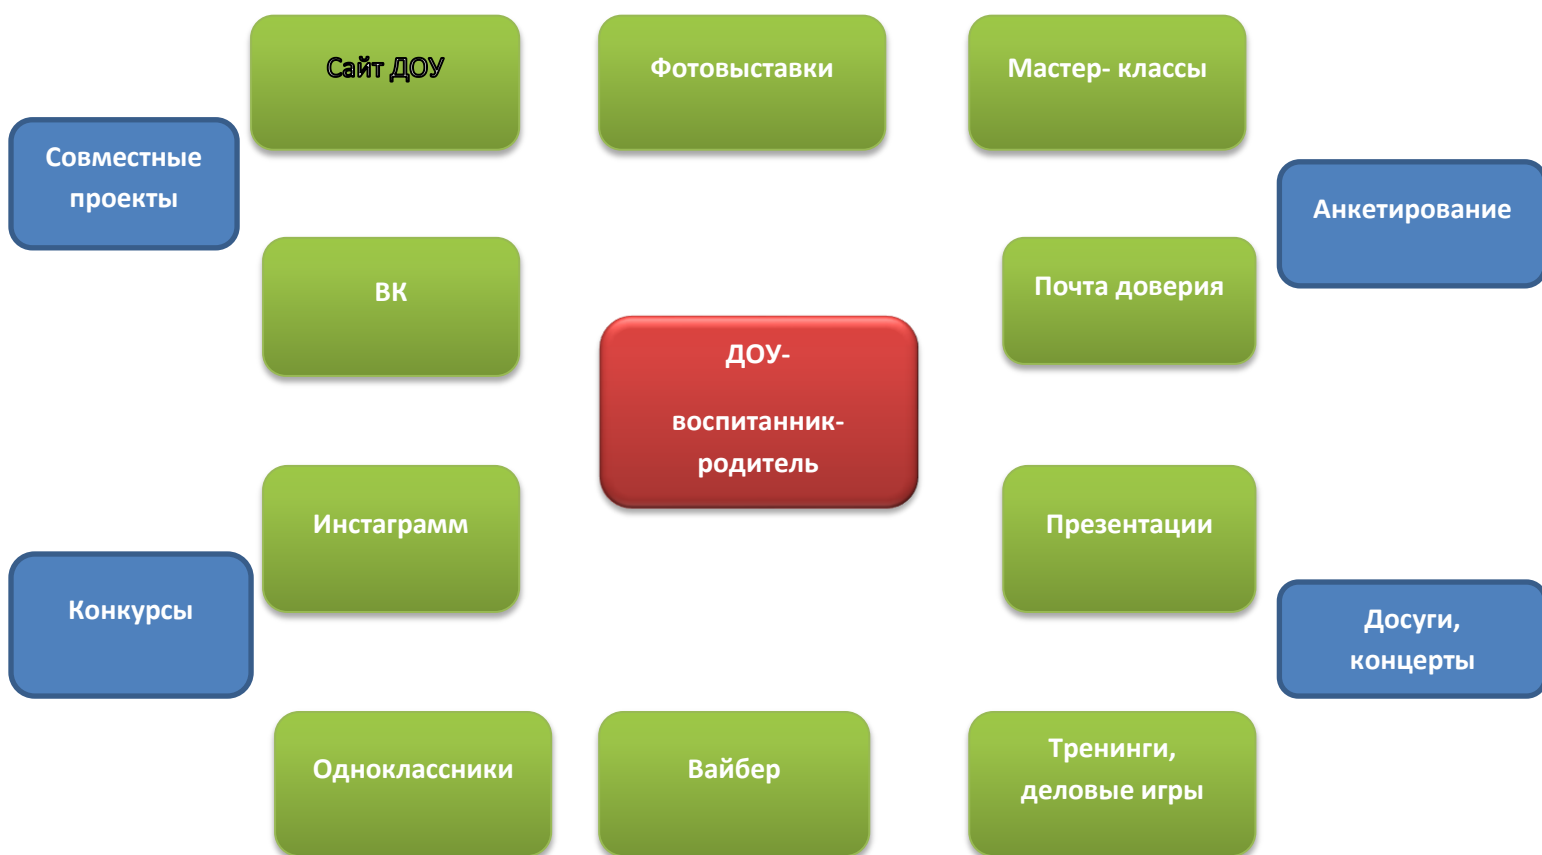 Сайт ДОУ
Фотовыставки
Мастер- классы
Совместные
проекты
Анкетирование
ВК
Почта доверия
ДОУ-
воспитанник-
родитель
Инстаграмм
Презентации
Конкурсы
Досуги,
концерты
Одноклассники
Вайбер
Тренинги,
деловые игры